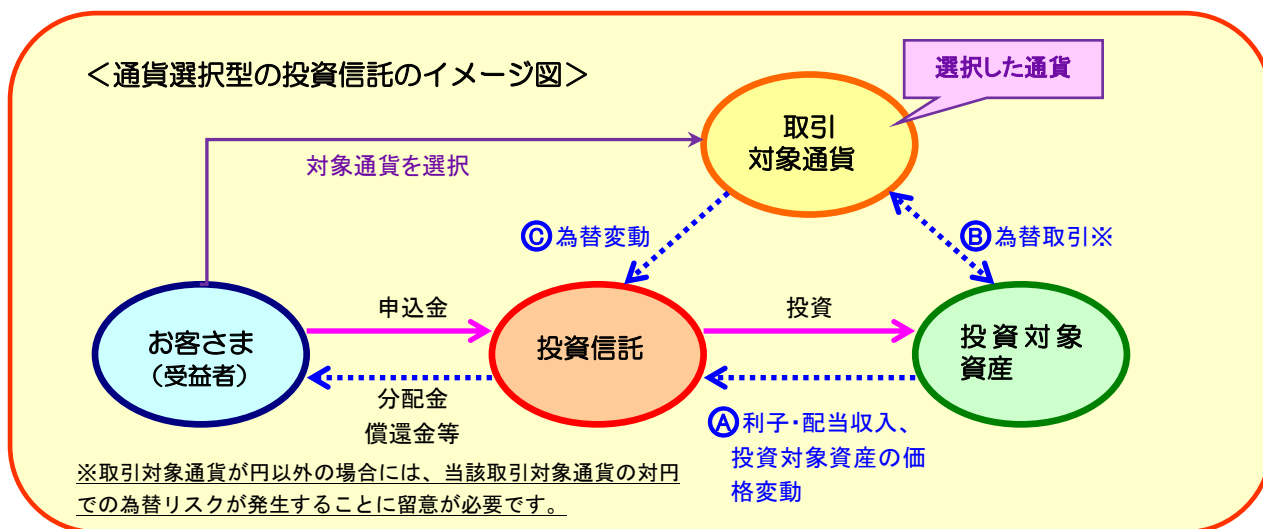 ＜通貨選択型の投資信託のイメージ図＞
選択した通貨
取引
対象通貨
対象通貨を選択
Ⓒ為替変動
Ⓑ為替取引※
申込金
投資
お客さま
（受益者）
投資信託
投資対象
資産
分配金
償還金等
Ⓐ利子・配当収入、
投資対象資産の価
格変動
※取引対象通貨が円以外の場合には、当該取引対象通貨の対円
での為替リスクが発生することに留意が必要です。